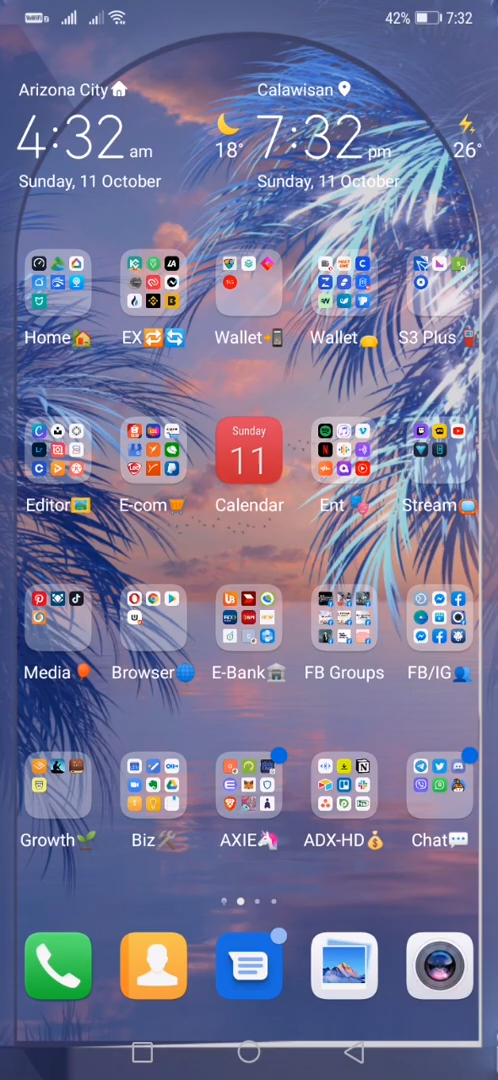 42% 7:32
Arizona City
4:32 am
18°
Sunday, 11 October
Calawisan
7:32 pm
26°
Sunday, 11 October
Home
EX
Wallet
Wallet
S3 Plus
Editor
E-com
Sunday
11
Calendar
Ent
Stream
Media
Browser
E-Bank
FB Groups
FB/IG
Growth
Biz
AXIE
ADX-HD
Chat